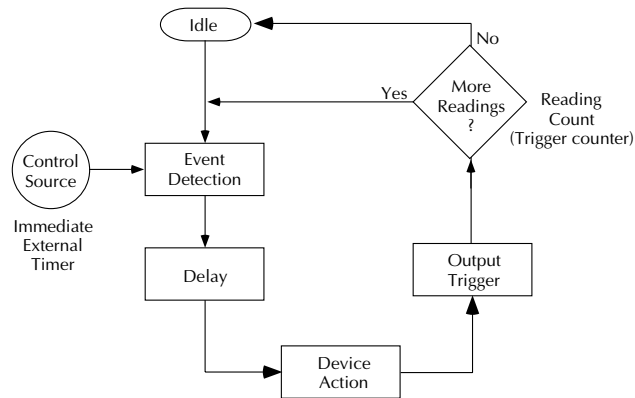 Idle
No
More
Readings
?
Yes
Reading
Count
(Trigger counter)
Control
Source
Event
Detection
Immediate
External
Timer
Delay
Output
Trigger
Device
Action